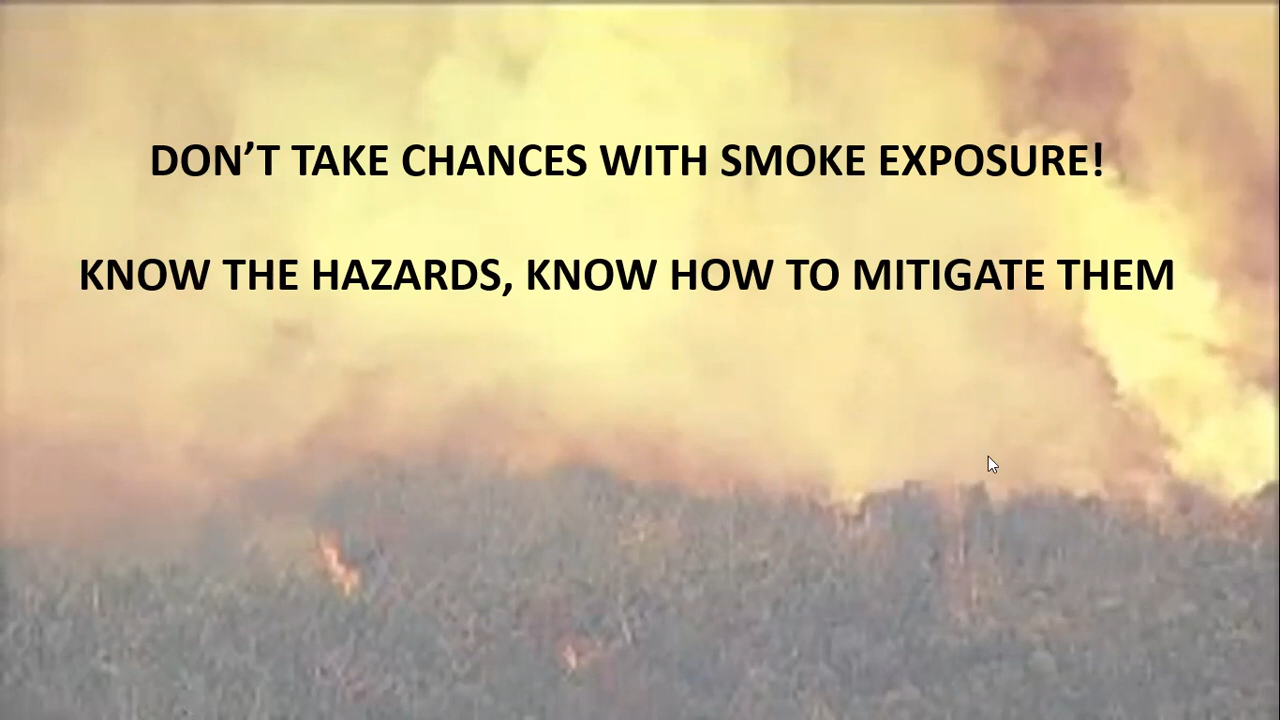 DON’T TAKE CHANCES WITH SMOKE EXPOSURE!
KNOW THE HAZARDS, KNOW HOW TO MITIGATE THEM